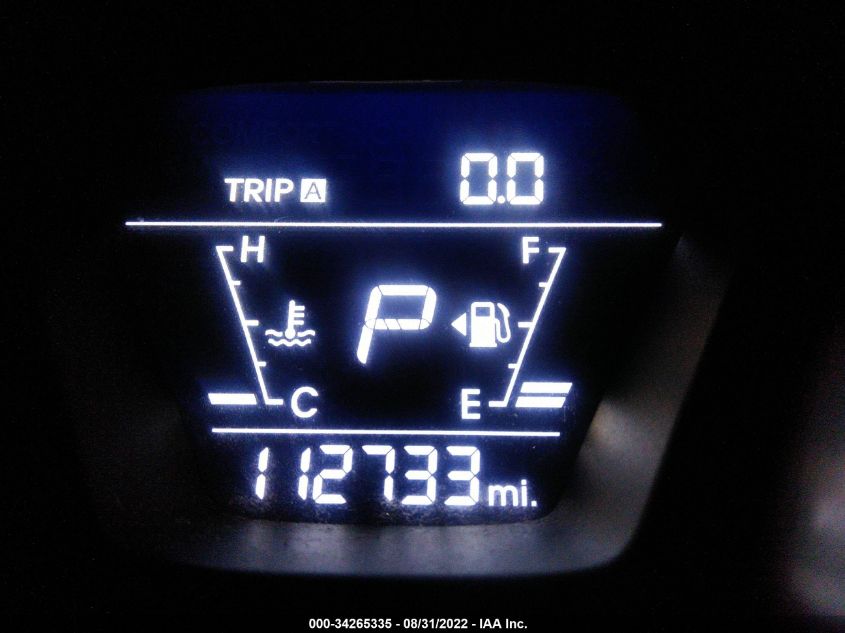 TRIP A 0.0
H F
P
C E
112733 mi.
000-34265335 - 08/31/2022 - IAA Inc.